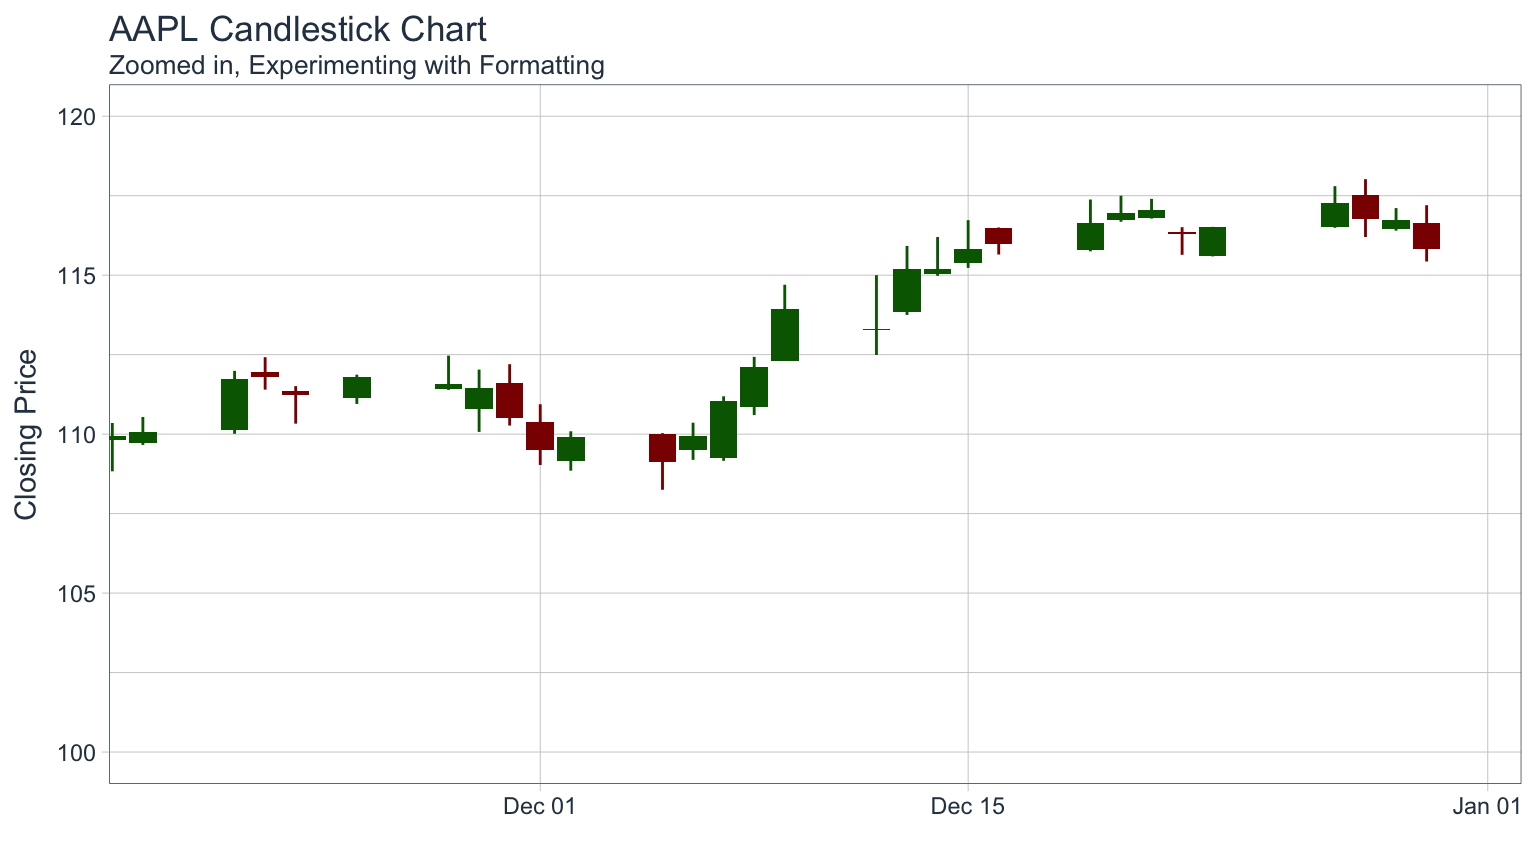 AAPL Candlestick Chart
Zoomed in, Experimenting with Formatting
120
115
110
105
100
Closing Price
Dec 01
Dec 15
Jan 01